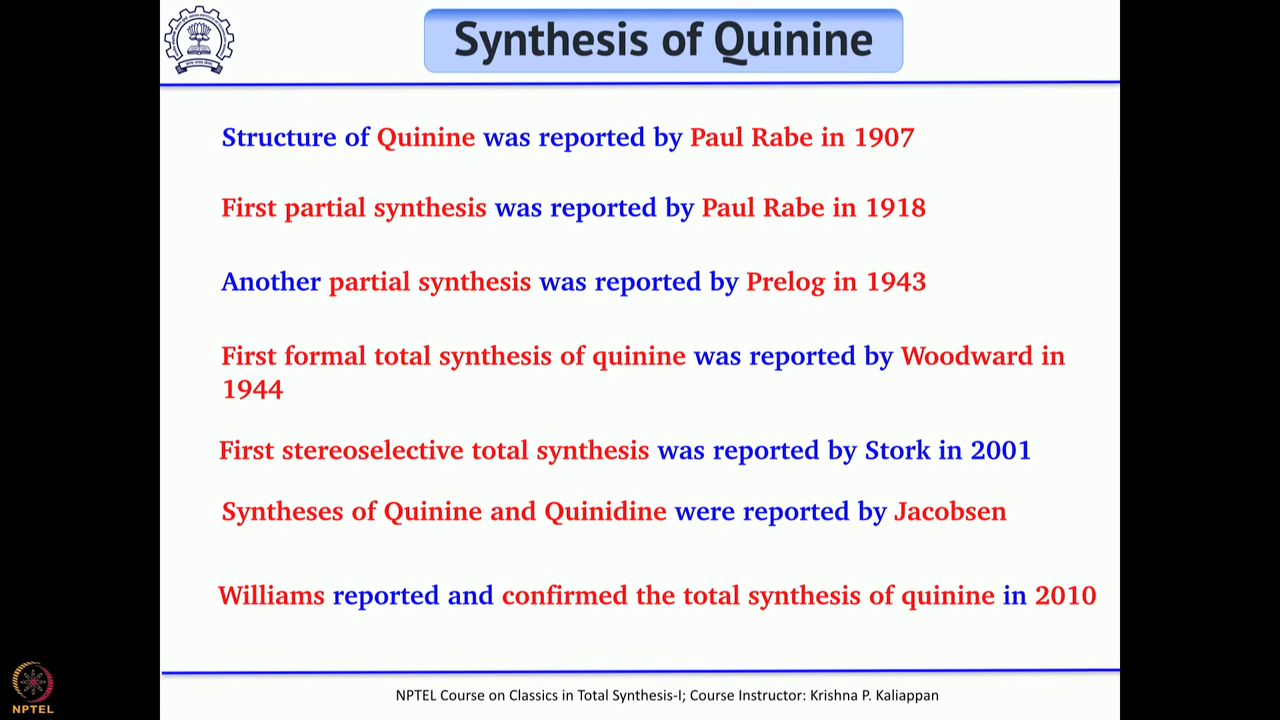 Synthesis of Quinine
Structure of Quinine was reported by Paul Rabe in 1907
First partial synthesis was reported by Paul Rabe in 1918
Another partial synthesis was reported by Prelog in 1943
First formal total synthesis of quinine was reported by Woodward in
1944
First stereoselective total synthesis was reported by Stork in 2001
Syntheses of Quinine and Quinidine were reported by Jacobsen
Williams reported and confirmed the total synthesis of quinine in 2010
NPTEL Course on Classics in Total Synthesis-I; Course Instructor: Krishna P. Kaliappan
NPTEL